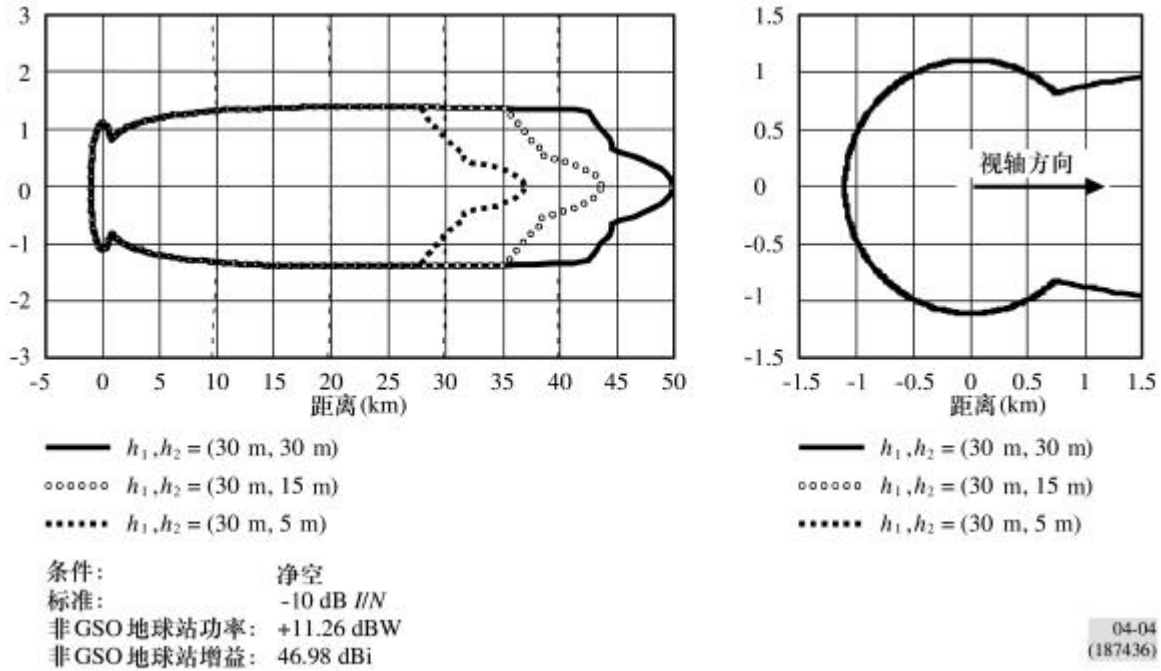 3
2
1
0
-1
-2
-3
-5 0 5 10 15 20 25 30 35 40 45 50
距离(km)
h₁,h₂ = (30 m, 30 m)
h₁,h₂ = (30 m, 15 m)
h₁,h₂ = (30 m, 5 m)
1.5
1
0.5
0
-0.5
-1
-1.5
视轴方向
-1.5 -1 -0.5 0 0.5 1 1.5
距离(km)
h₁,h₂ = (30 m, 30 m)
h₁,h₂ = (30 m, 15 m)
h₁,h₂ = (30 m, 5 m)
条件: 净空
标准: -10 dB I/N
非GSO地球站功率: +11.26 dBW
非GSO地球站增益: 46.98 dBi
04-04
(187436)